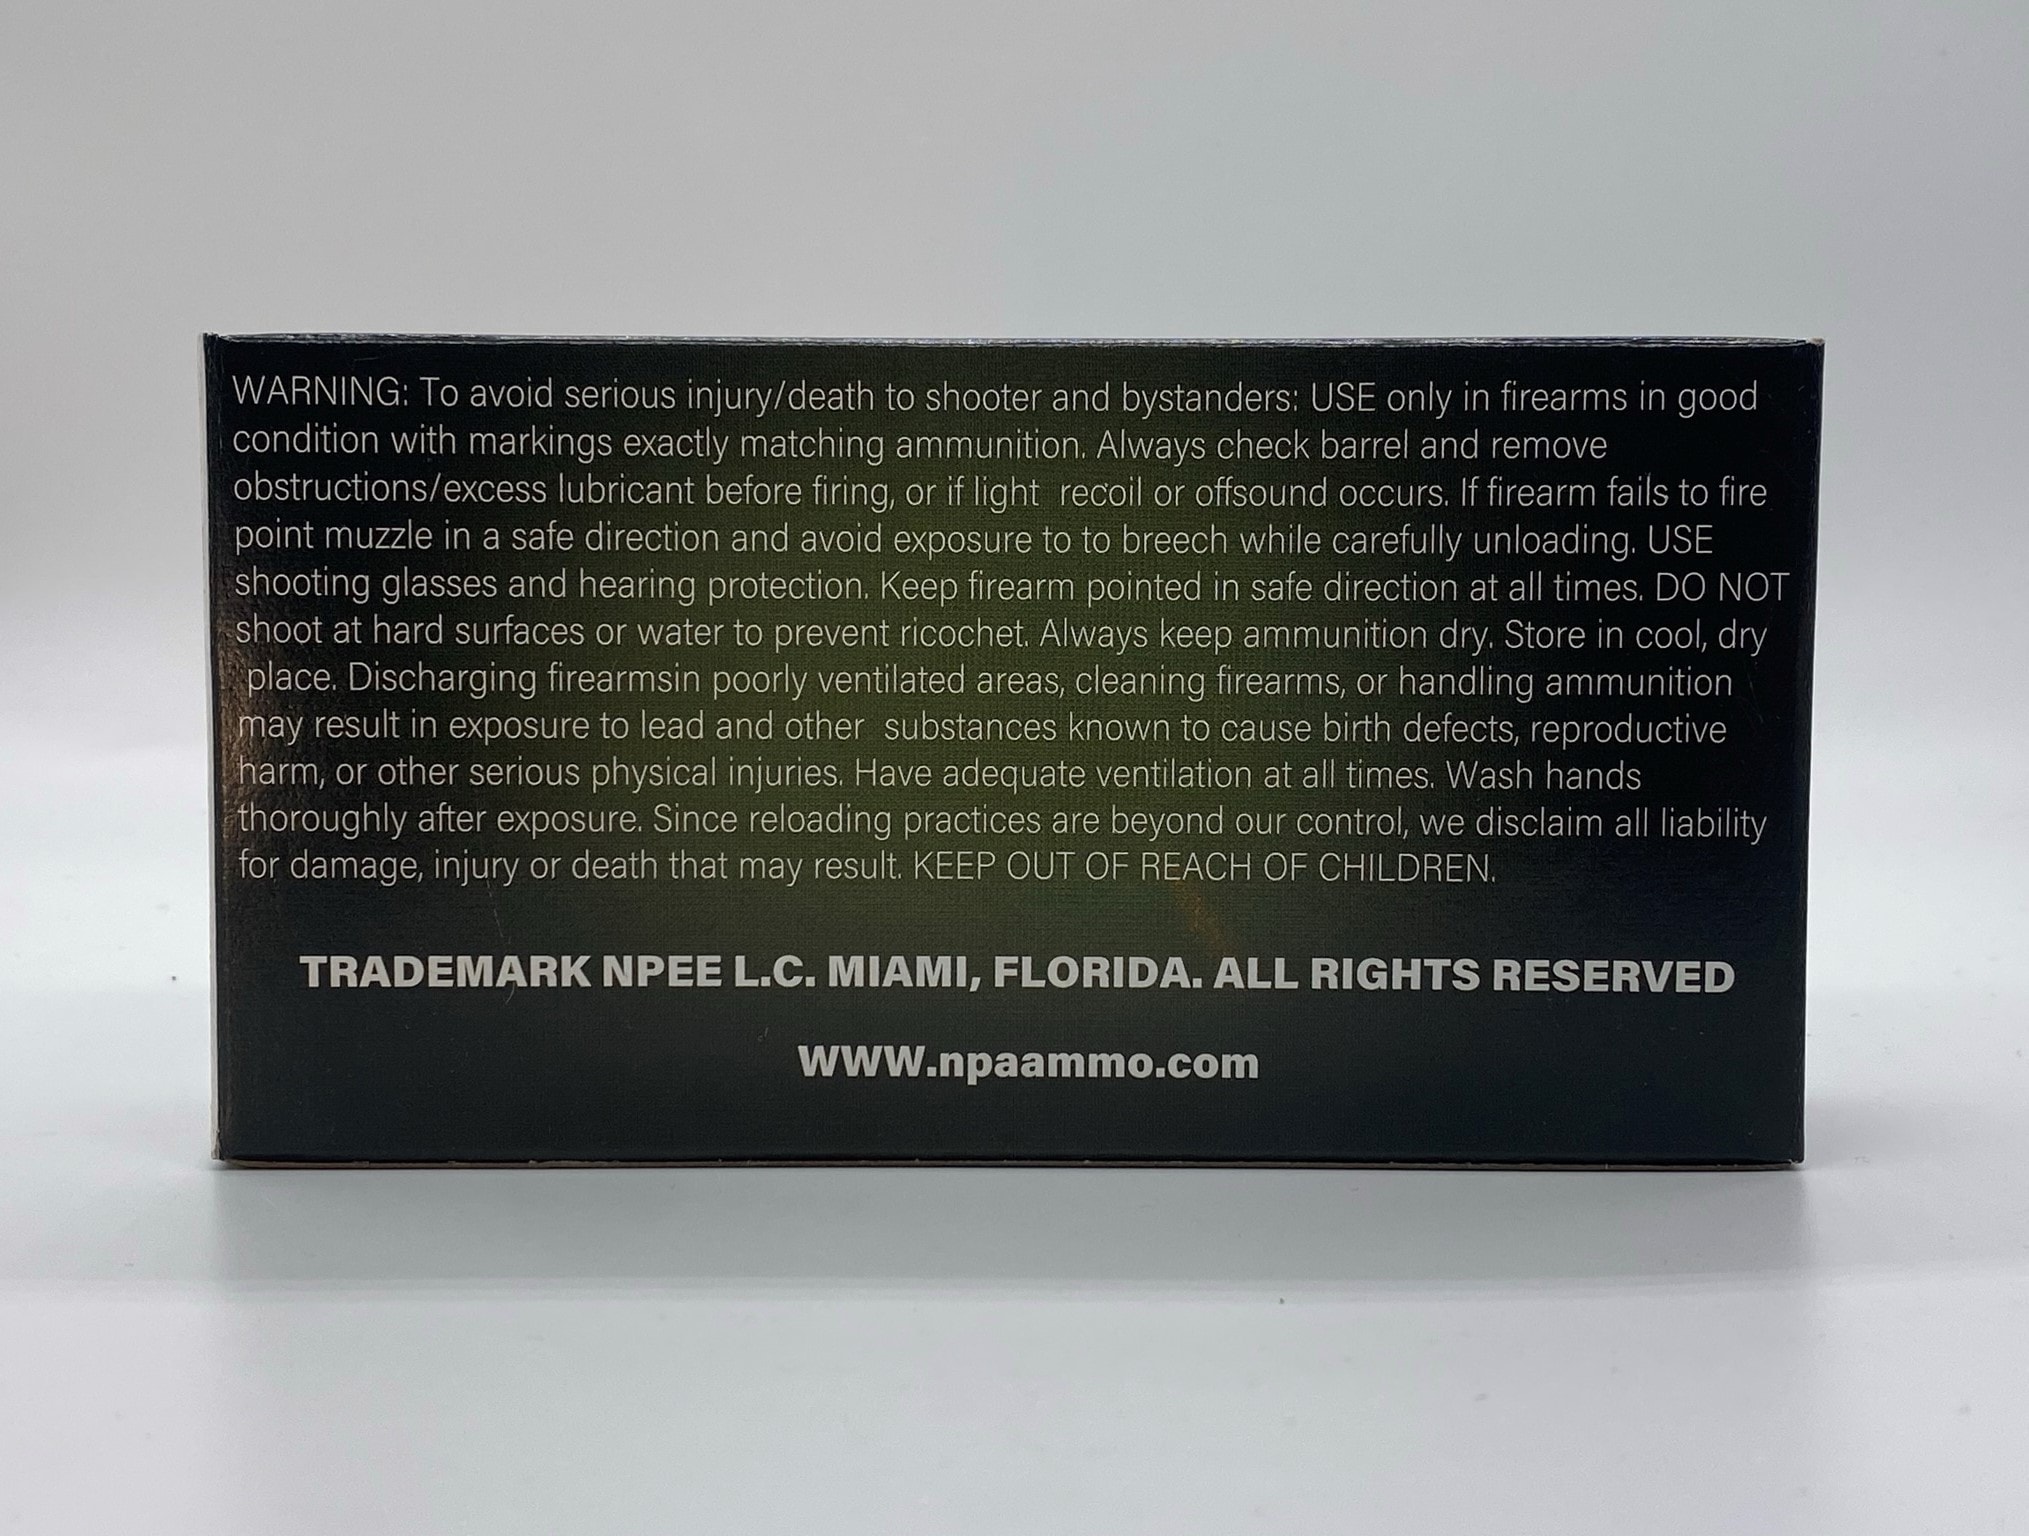 WARNING: To avoid serious injury/death to shooter and bystanders: USE only in firearms in good
condition with markings exactly matching ammunition. Always check barrel and remove
obstructions/excess lubricant before firing, or if light  recoil or offsound occurs. If firearm fails to fire
point muzzle in a safe direction and avoid exposure to to breech while carefully unloading. USE
shooting glasses and hearing protection. Keep firearm pointed in safe direction at all times. DO NOT
shoot at hard surfaces or water to prevent ricochet. Always keep ammunition dry. Store in cool, dry
place. Discharging firearmsin poorly ventilated areas, cleaning firearms, or handling ammunition
may result in exposure to lead and other  substances known to cause birth defects, reproductive
harm, or other serious physical injuries. Have adequate ventilation at all times. Wash hands
thoroughly after exposure. Since reloading practices are beyond our control, we disclaim all liability
for damage, injury or death that may result. KEEP OUT OF REACH OF CHILDREN.
TRADEMARK NPEE L.C. MIAMI, FLORIDA. ALL RIGHTS RESERVED
WWW.npaammo.com